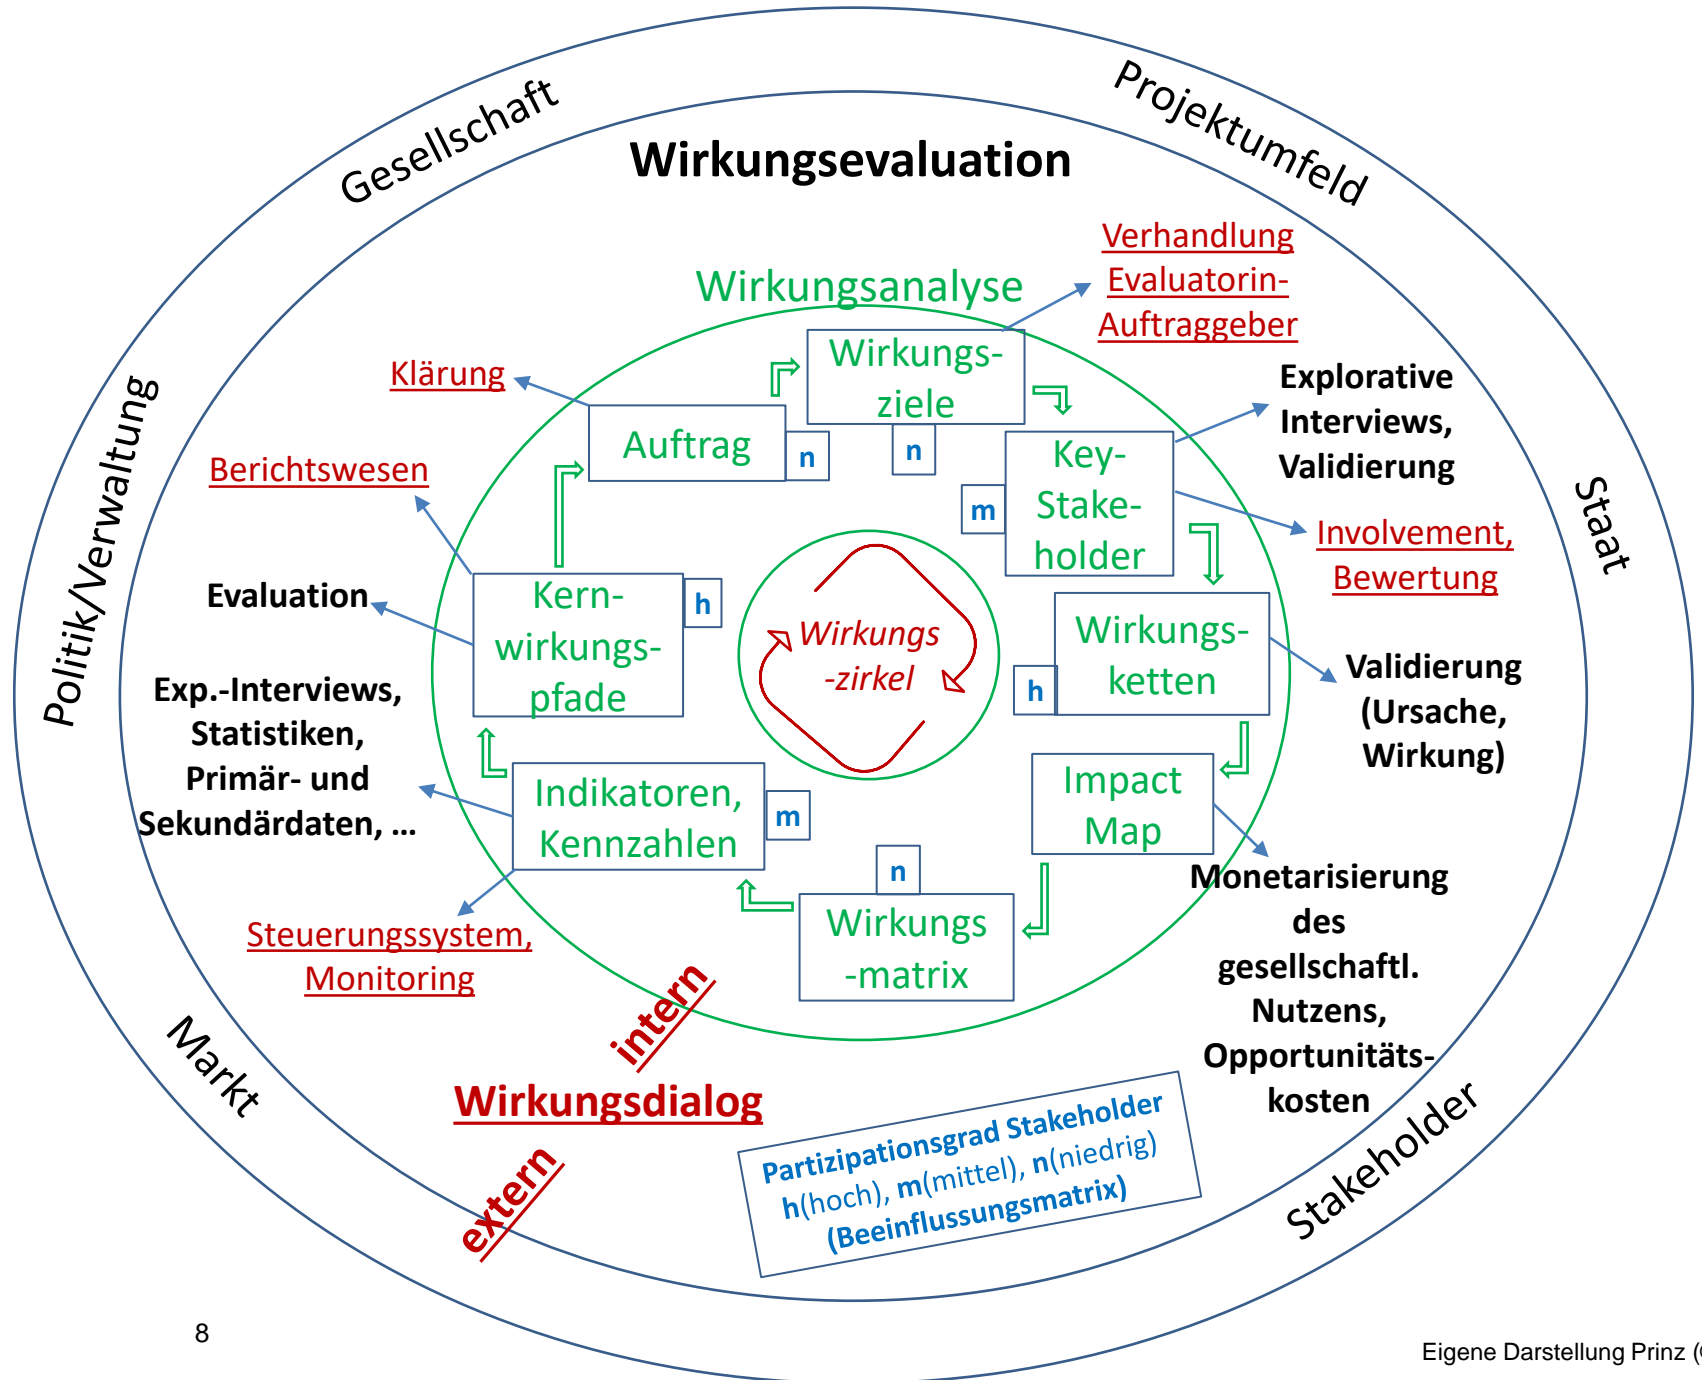 Gesellschaft
Projektumfeld
Politik/Verwaltung
Staat
Markt
Stakeholder
Wirkungsevaluation
Wirkungsanalyse
Verhandlung
Evaluatorin-
Auftraggeber
Wirkungs-
ziele
n
Klärung
Auftrag
n
Explorative
Interviews,
Validierung
Key-
Stake-
holder
m
Involvement,
Bewertung
Berichtswesen
Evaluation
Kern-
wirkungs-
pfade
h
Wirkungs
-zirkel
Wirkungs-
ketten
h
Validierung
(Ursache,
Wirkung)
Exp.-Interviews,
Statistiken,
Primär- und
Sekundärdaten, ...
Indikatoren,
Kennzahlen
m
Impact
Map
Monetarisierung
des
gesellschaftl.
Nutzens,
Opportunitäts-
kosten
n
Wirkungs
-matrix
Steuerungssystem,
Monitoring
intern
Wirkungsdialog
extern
Partizipationsgrad Stakeholder
h(hoch), m(mittel), n(niedrig)
(Beeinflussungsmatrix)
8
Eigene Darstellung Prinz (